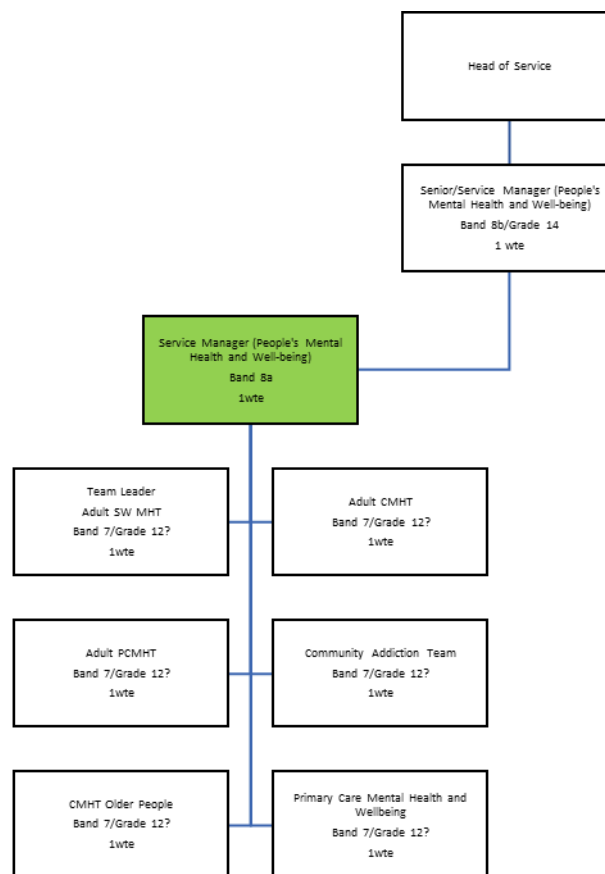 Head of Service
Senior/Service Manager (People's
Mental Health and Well-being)
Band 8b/Grade 14
1 wte
Service Manager (People's Mental
Health and Well-being)
Band 8a
1wte
Team Leader
Adult SW MHT
Band 7/Grade 12?
1wte
Adult CMHT
Band 7/Grade 12?
1wte
Adult PCMHT
Band 7/Grade 12?
1wte
Community Addiction Team
Band 7/Grade 12?
1wte
CMHT Older People
Band 7/Grade 12?
1wte
Primary Care Mental Health and
Wellbeing
Band 7/Grade 12?
1wte